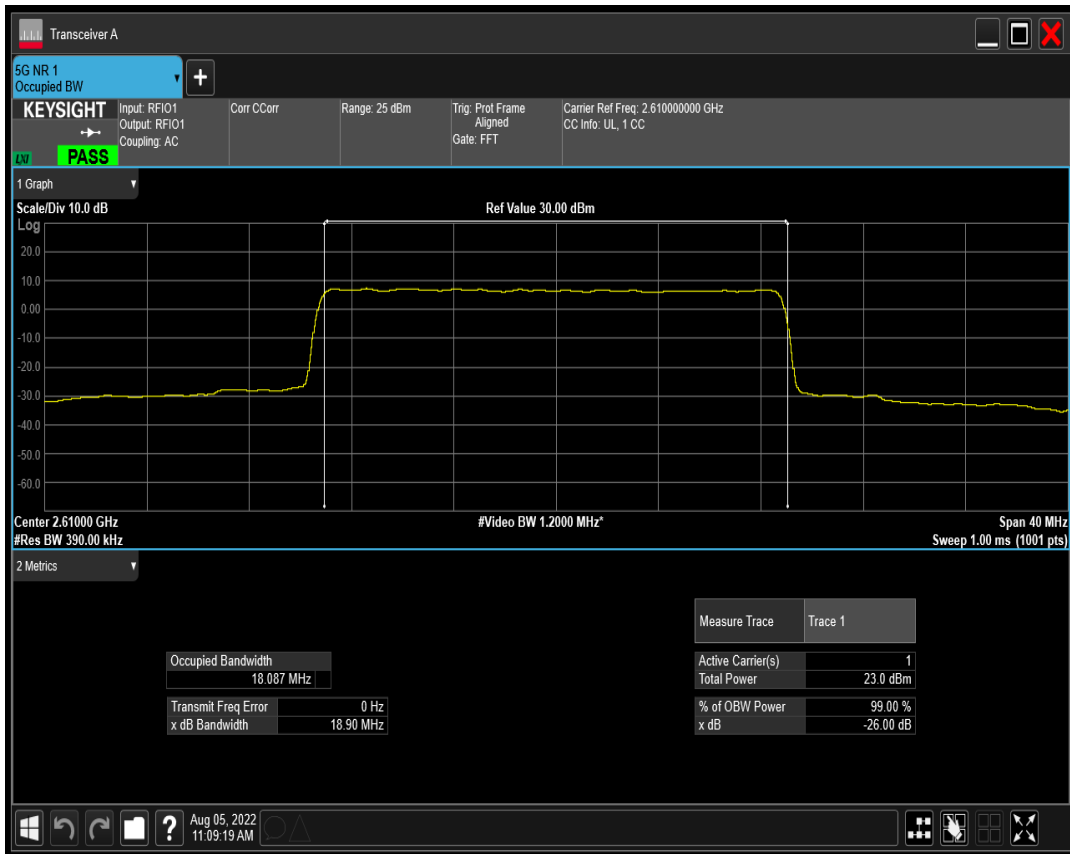 Transceiver A
5G NR 1
Occupied BW
+
KEYSIGHT
LXI
PASS
Input: RFIO1
Output: RFIO1
Coupling: AC
Corr CCorr
Range: 25 dBm
Trig: Prot Frame
Aligned
Gate: FFT
Carrier Ref Freq: 2.610000000 GHz
CC Info: UL, 1 CC
1 Graph
Scale/Div 10.0 dB
Ref Value 30.00 dBm
Log
20.0
10.0
0.00
-10.0
-20.0
-30.0
-40.0
-50.0
-60.0
Center 2.61000 GHz
#Video BW 1.2000 MHz*
Span 40 MHz
#Res BW 390.00 kHz
Sweep 1.00 ms (1001 pts)
2 Metrics
Measure Trace Trace 1
Occupied Bandwidth
18.087 MHz
Active Carrier(s) 1
Total Power 23.0 dBm
Transmit Freq Error 0 Hz
x dB Bandwidth 18.90 MHz
% of OBW Power 99.00 %
x dB -26.00 dB
?
Aug 05, 2022
11:09:19 AM